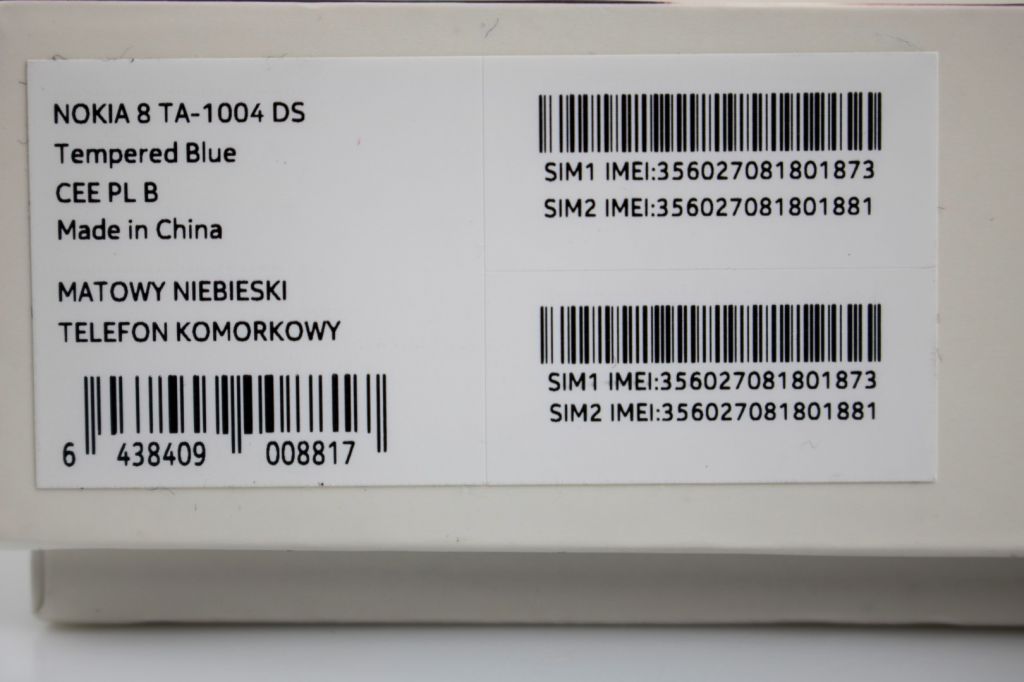 NOKIA 8 TA-1004 DS
Tempered Blue
CEE PL B
Made in China
MATOWY NIEBIESKI
TELEFON KOMORKOWY
6 438409 008817
SIM1 IMEI:356027081801873
SIM2 IMEI:356027081801881
SIM1 IMEI:356027081801873
SIM2 IMEI:356027081801881